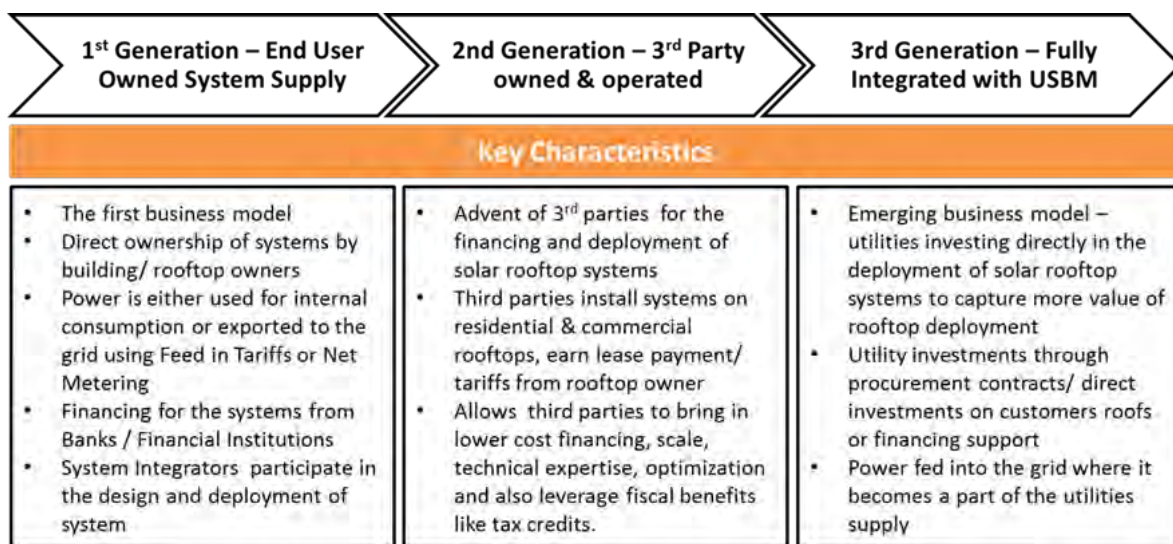 1st Generation – End User
Owned System Supply
2nd Generation – 3rd Party
owned & operated
3rd Generation – Fully
Integrated with USBM
Key Characteristics
• The first business model
• Direct ownership of systems by
building/ rooftop owners
• Power is either used for internal
consumption or exported to the
grid using Feed in Tariffs or Net
Metering
• Financing for the systems from
Banks / Financial Institutions
• System Integrators participate in
the design and deployment of
system
• Advent of 3rd parties for the
financing and deployment of
solar rooftop systems
• Third parties install systems on
residential & commercial
rooftops, earn lease payment/
tariffs from rooftop owner
• Allows third parties to bring in
lower cost financing, scale,
technical expertise, optimization
and also leverage fiscal benefits
like tax credits.
• Emerging business model –
utilities investing directly in the
deployment of solar rooftop
systems to capture more value of
rooftop deployment
• Utility investments through
procurement contracts/ direct
investments on customers roofs
or financing support
• Power fed into the grid where it
becomes a part of the utilities
supply